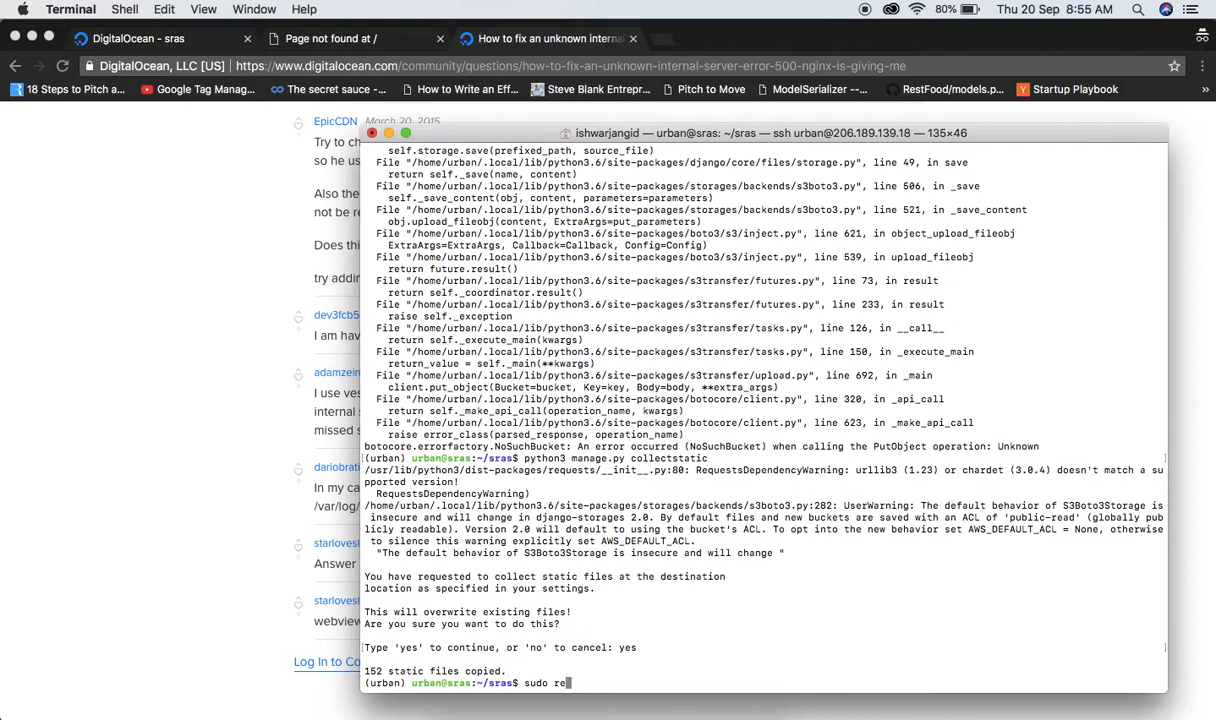 Terminal Shell Edit View Window Help 80% Thu 20 Sep 8:55 AM
DigitalOcean - sras × Page not found at / × How to fix an unknown intern ×
DigitalOcean, LLC [US] https://www.digitalocean.com/community/questions/how-to-fix-an-unknown-internal-server-error-500-nginx-is-giving-me
18 Steps to Pitch a... Google Tag Manag... The secret sauce -... How to Write an Eff... Steve Blank Entrepr... Pitch to Move ModelSerializer --... RestFood/models.p... Startup Playbook »
EpicCDN March 20, 2015
Try to ch
so he us
Also the
not be re
Does thi
try addin
dev3fcb5
I am hav
adamzein
I use ves
internal s
missed s
dariobrati
In my ca
/var/log/
starlovesl
Answer
starlovesl
webview
Log In to Co
ishwarjangid — urban@sras: ~/sras — ssh urban@206.189.139.18 — 135×46
self.storage.save(prefixed_path, source_file)
File "/home/urban/.local/lib/python3.6/site-packages/django/core/files/storage.py", line 49, in save
return self._save(name, content)
File "/home/urban/.local/lib/python3.6/site-packages/storages/backends/s3boto3.py", line 506, in _save
self._save_content(obj, content, parameters=parameters)
File "/home/urban/.local/lib/python3.6/site-packages/storages/backends/s3boto3.py", line 521, in _save_content
obj.upload_fileobj(content, ExtraArgs=put_parameters)
File "/home/urban/.local/lib/python3.6/site-packages/boto3/s3/inject.py", line 621, in object_upload_fileobj
ExtraArgs=ExtraArgs, Callback=Callback, Config=Config)
File "/home/urban/.local/lib/python3.6/site-packages/boto3/s3/inject.py", line 539, in upload_fileobj
return future.result()
File "/home/urban/.local/lib/python3.6/site-packages/s3transfer/futures.py", line 73, in result
return self._coordinator.result()
File "/home/urban/.local/lib/python3.6/site-packages/s3transfer/futures.py", line 233, in result
raise self._exception
File "/home/urban/.local/lib/python3.6/site-packages/s3transfer/tasks.py", line 126, in __call__
return self._execute_main(kwargs)
File "/home/urban/.local/lib/python3.6/site-packages/s3transfer/tasks.py", line 150, in _execute_main
return_value = self._main(**kwargs)
File "/home/urban/.local/lib/python3.6/site-packages/s3transfer/upload.py", line 692, in _main
client.put_object(Bucket=bucket, Key=key, Body=body, **extra_args)
File "/home/urban/.local/lib/python3.6/site-packages/botocore/client.py", line 320, in _api_call
return self._make_api_call(operation_name, kwargs)
File "/home/urban/.local/lib/python3.6/site-packages/botocore/client.py", line 623, in _make_api_call
raise error_class(parsed_response, operation_name)
botocore.errorfactory.NoSuchBucket: An error occurred (NoSuchBucket) when calling the PutObject operation: Unknown
(urban) urban@sras:~/sras$ python3 manage.py collectstatic
/usr/lib/python3/dist-packages/requests/__init__.py:80: RequestsDependencyWarning: urllib3 (1.23) or chardet (3.0.4) doesn't match a su
pported version!
RequestsDependencyWarning)
/home/urban/.local/lib/python3.6/site-packages/storages/backends/s3boto3.py:282: UserWarning: The default behavior of S3Boto3Storage is
insecure and will change in django-storages 2.0. By default files and new buckets are saved with an ACL of 'public-read' (globally pub
licly readable). Version 2.0 will default to using the bucket's ACL. To opt into the new behavior set AWS_DEFAULT_ACL = None, otherwise
to silence this warning explicitly set AWS_DEFAULT_ACL.
"The default behavior of S3Boto3Storage is insecure and will change "
You have requested to collect static files at the destination
location as specified in your settings.
This will overwrite existing files!
Are you sure you want to do this?
[Type 'yes' to continue, or 'no' to cancel: yes ]
152 static files copied.
(urban) urban@sras:~/sras$ sudo re